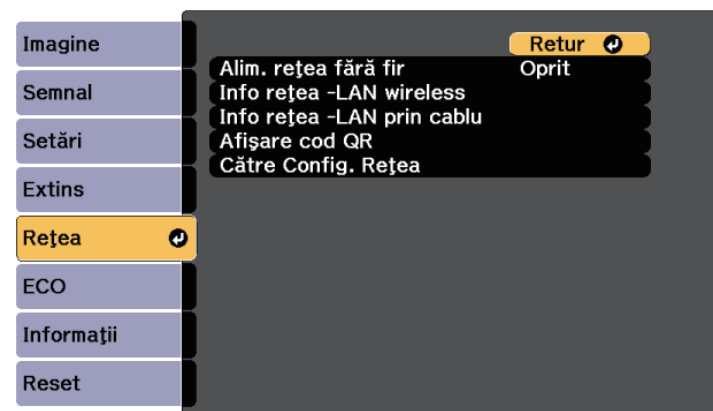 Imagine
Semnal
Setări
Extins
Reţea
ECO
Informaţii
Reset
Retur
Alim. reţea fără fir Oprit
Info reţea -LAN wireless
Info reţea -LAN prin cablu
Afişare cod QR
Către Config. Reţea